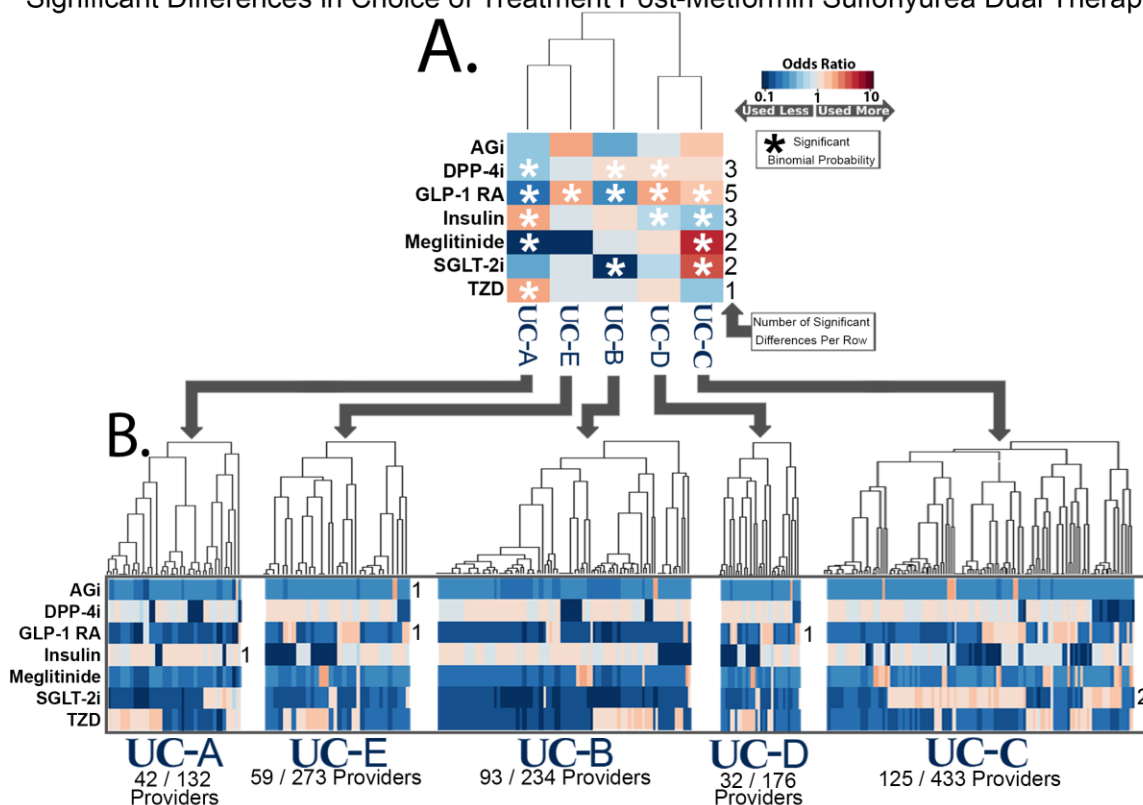 Significant Differences in Choice of Treatment Post-Metformin Sulfonyurea Dual Therap
A.
Odds Ratio
0.1 1 10
Used Less Used More
* Significant
Binomial Probability
AGi
DPP-4i * * * 3
GLP-1 RA * * * * * 5
Insulin * * * 3
Meglitinide * * 2
SGLT-2i * * 2
TZD * 1
UC-A UC-E UC-B UC-D UC-C
Number of Significant
Differences Per Row
B.
AGi 1
DPP-4i
GLP-1 RA 1 1
Insulin 1
Meglitinide
SGLT-2i 2
TZD
UC-A UC-E UC-B UC-D UC-C
42 / 132 59 / 273 Providers 93 / 234 Providers 32 / 176 125 / 433 Providers
Providers Providers